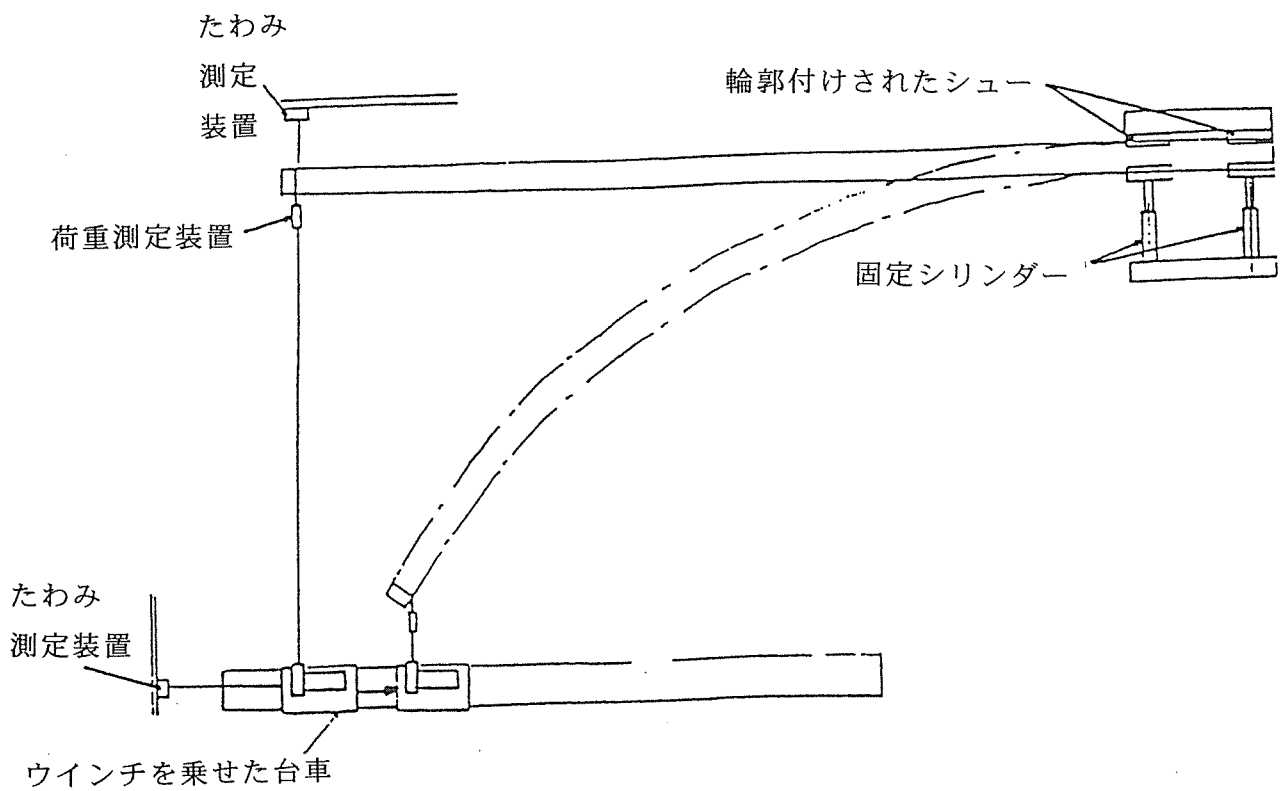 たわみ
測定
装置
輪郭付けされたシュー
荷重測定装置
固定シリンダー
たわみ
測定装置
ウインチを乗せた台車